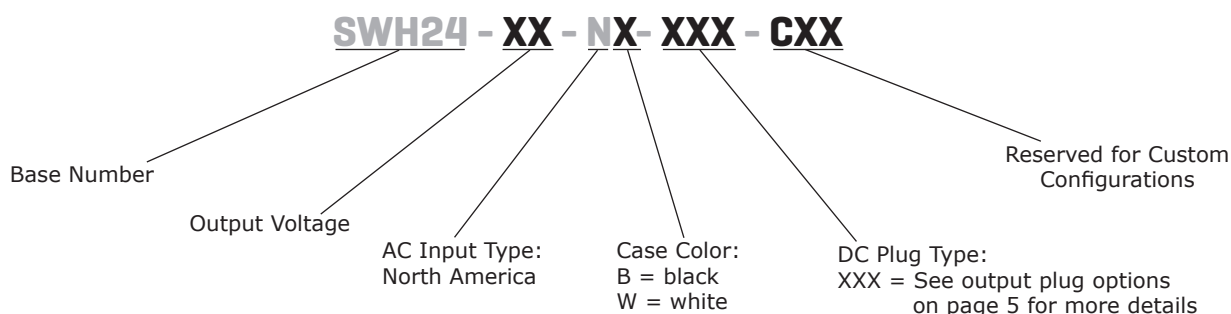 SWH24 - XX - NX- XXX - CXX
Base Number
Output Voltage
AC Input Type:
North America
Case Color:
B = black
W = white
DC Plug Type:
XXX = See output plug options
on page 5 for more details
Reserved for Custom
Configurations